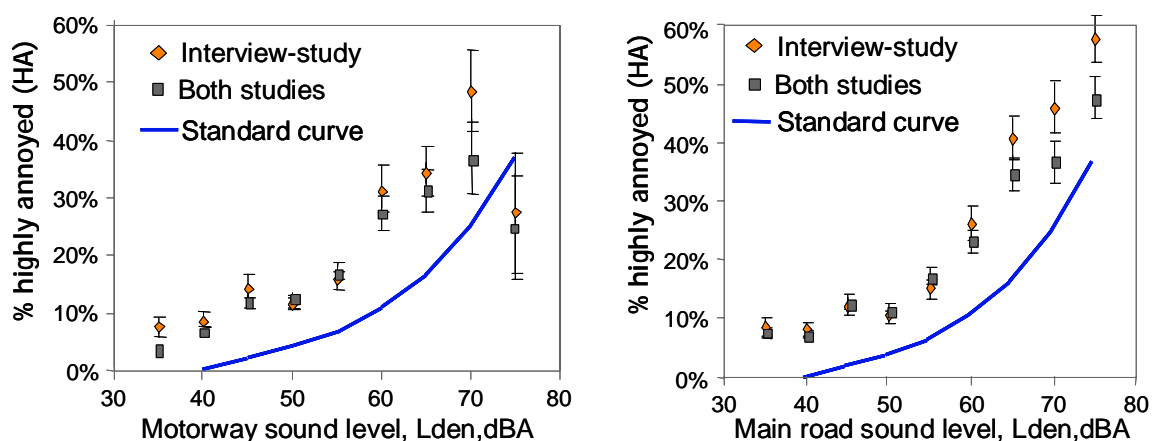 % highly annoyed (HA)
60%
50%
40%
30%
20%
10%
0%
Interview-study
Both studies
Standard curve
30 40 50 60 70 80
Motorway sound level, Lden,dBA
% highly annoyed (HA)
60%
50%
40%
30%
20%
10%
0%
Interview-study
Both studies
Standard curve
30 40 50 60 70 80
Main road sound level, Lden,dBA